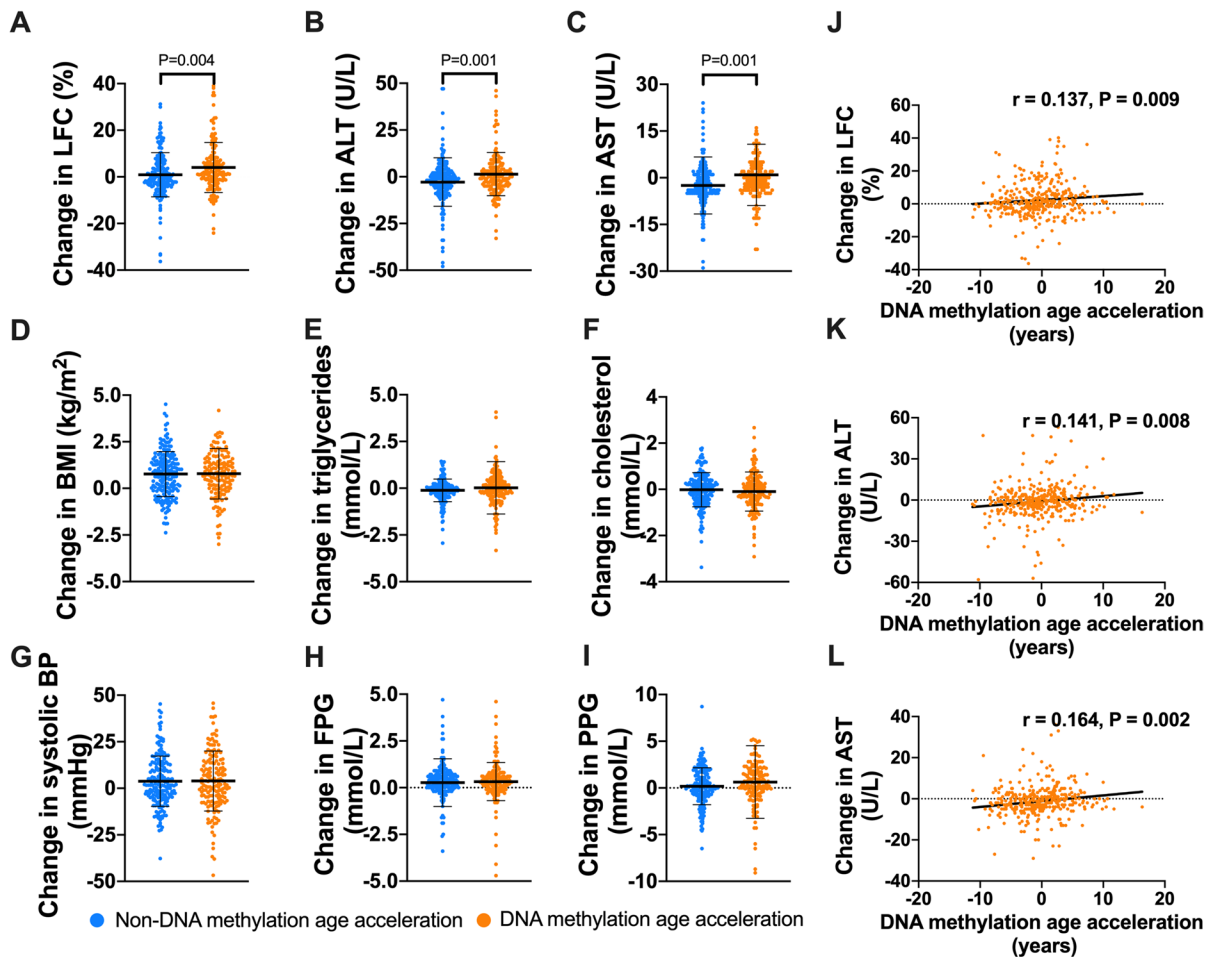 A
Change in LFC (%)
P=0.004
40
20
0
-20
-40
B
Change in ALT (U/L)
P=0.001
50
25
0
-25
-50
C
Change in AST (U/L)
P=0.001
30
15
0
-15
-30
J
Change in LFC
(%)
r = 0.137, P = 0.009
60
40
20
0
-20
-40
-20
-10
0
10
20
DNA methylation age acceleration
(years)
D
Change in BMI (kg/m²)
5.0
2.5
0.0
-2.5
-5.0
E
Change in triglycerides
(mmol/L)
5.0
2.5
0.0
-2.5
-5.0
F
Change in cholesterol
(mmol/L)
4
2
0
-2
-4
K
Change in ALT
(U/L)
r = 0.141, P = 0.008
60
30
0
-30
-60
-20
-10
0
10
20
DNA methylation age acceleration
(years)
G
Change in systolic BP
(mmHg)
50
25
0
-25
-50
H
Change in FPG
(mmol/L)
5.0
2.5
0.0
-2.5
-5.0
I
Change in PPG
(mmol/L)
10
5
0
-5
-10
L
Change in AST
(U/L)
r = 0.164, P = 0.002
40
20
0
-20
-40
-20
-10
0
10
20
DNA methylation age acceleration
(years)
Non-DNA methylation age acceleration
DNA methylation age acceleration